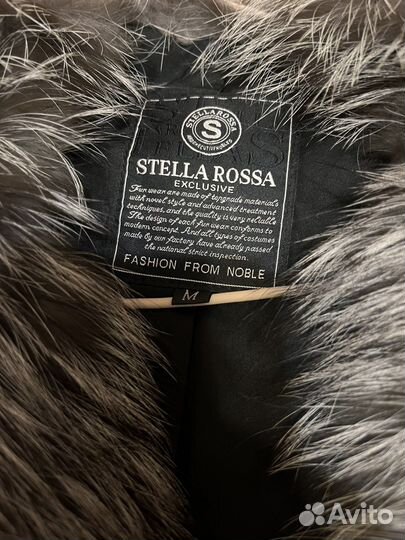 STELLAROSSA
S
STELLA ROSSA
EXCLUSIVE
Fur wear are made of topgrade materials
with novel style and advanced treatment
techniques, and the quality is very reliable
The design of each fur wear conforms to
modern concept. And all types of costumes
made by our factory have already passed
the national strict inspection.
FASHION FROM NOBLE
M
Avito